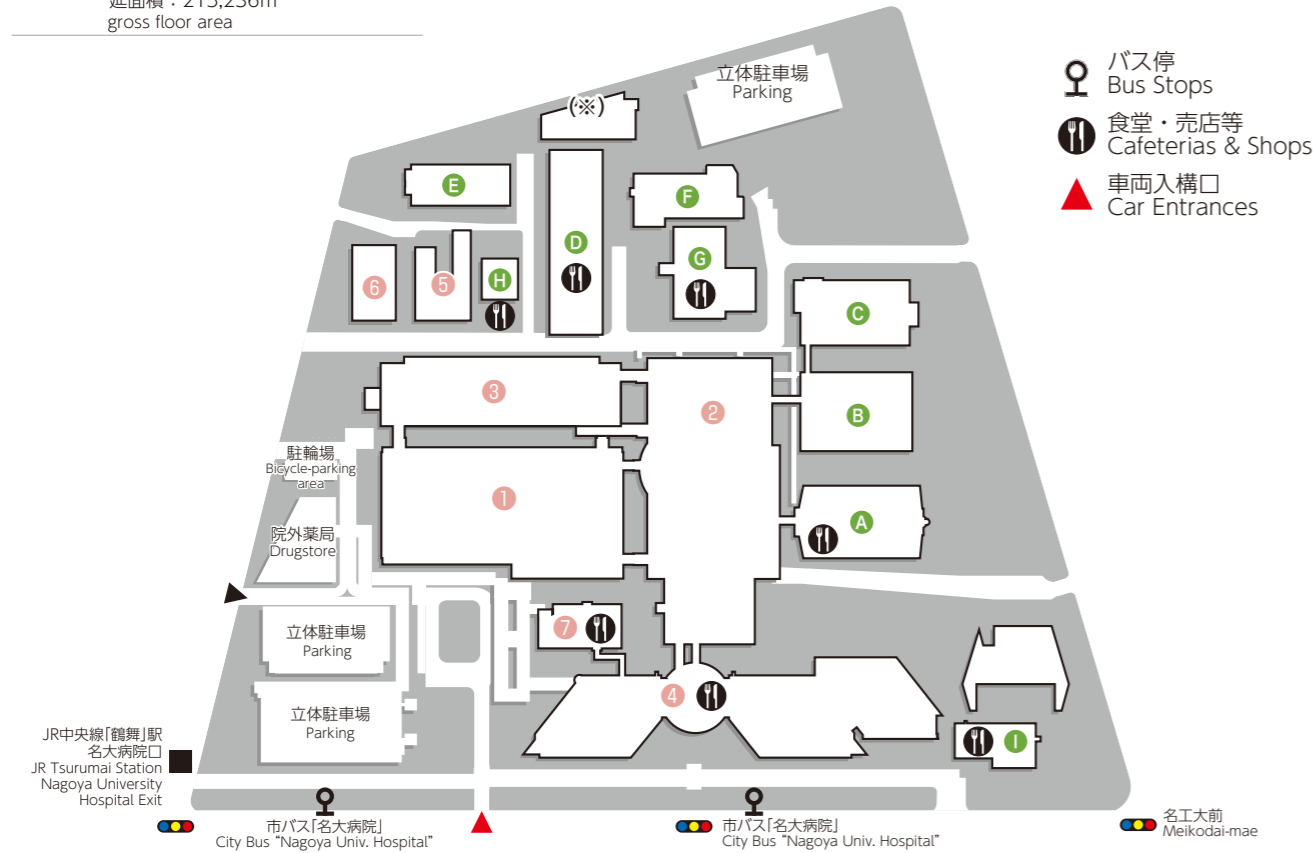 延面積：215,236m
gross floor area
立体駐車場
Parking
バス停
Bus Stops
食堂・売店等
Cafeterias & Shops
車両入構口
Car Entrances
(※)
E
F
D
G
H
6
5
C
3
2
B
駐輪場
Bicycle-parking
area
1
A
院外薬局
Drugstore
立体駐車場
Parking
7
4
立体駐車場
Parking
I
JR中央線「鶴舞」駅
名大病院口
JR Tsurumai Station
Nagoya University
Hospital Exit
市バス「名大病院」
City Bus “Nagoya Univ. Hospital”
市バス「名大病院」
City Bus “Nagoya Univ. Hospital”
名工大前
Meikodai-mae